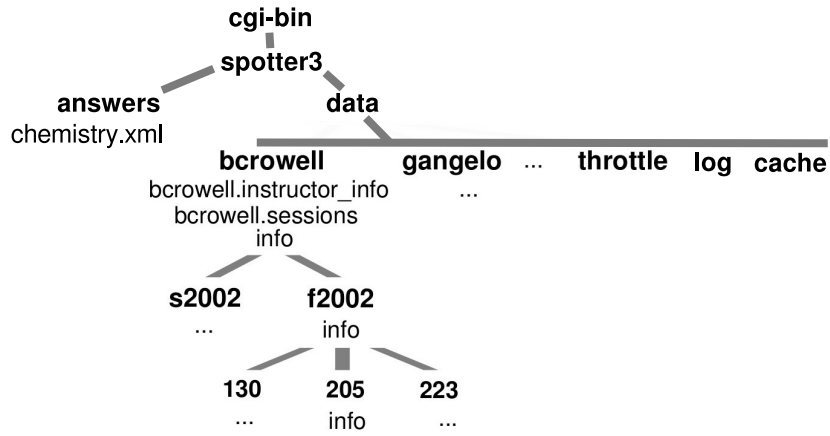 cgi-bin
spotter3
answers data
chemistry.xml
bcrowell gangelo ... throttle log cache
bcrowell.instructor_info ...
bcrowell.sessions
info
s2002 f2002
... info
130 205 223
... info ...